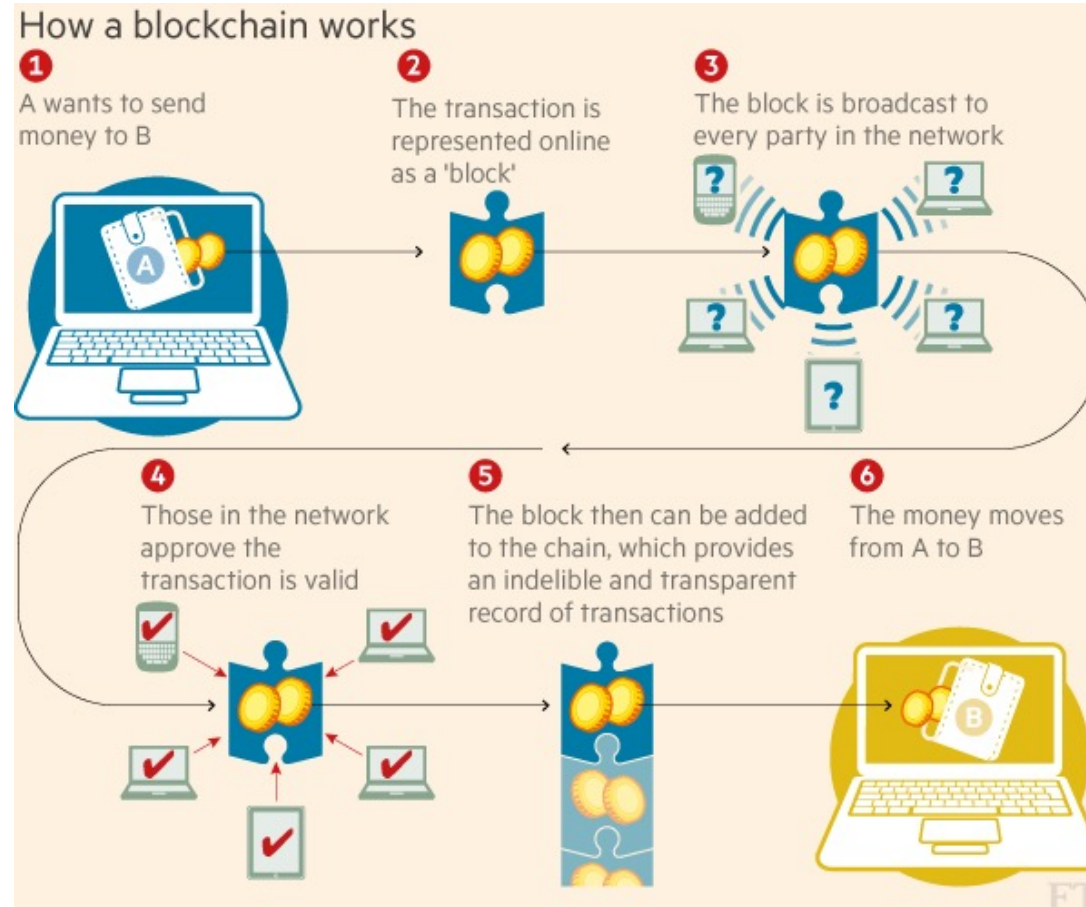 How a blockchain works
1
A wants to send
money to B
2
The transaction is
represented online
as a 'block'
3
The block is broadcast to
every party in the network
?
?
?
?
?
A
4
Those in the network
approve the
transaction is valid
5
The block then can be added
to the chain, which provides
an indelible and transparent
record of transactions
6
The money moves
from A to B
B
FT